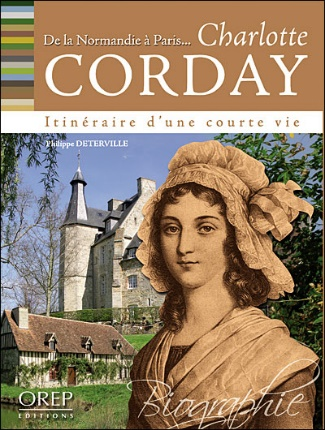 De la Normandie à Paris... Charlotte
CORDAY
Itinéraire d'une courte vie
Philippe DETERVILLE
Biographie
OREP
EDITIONS